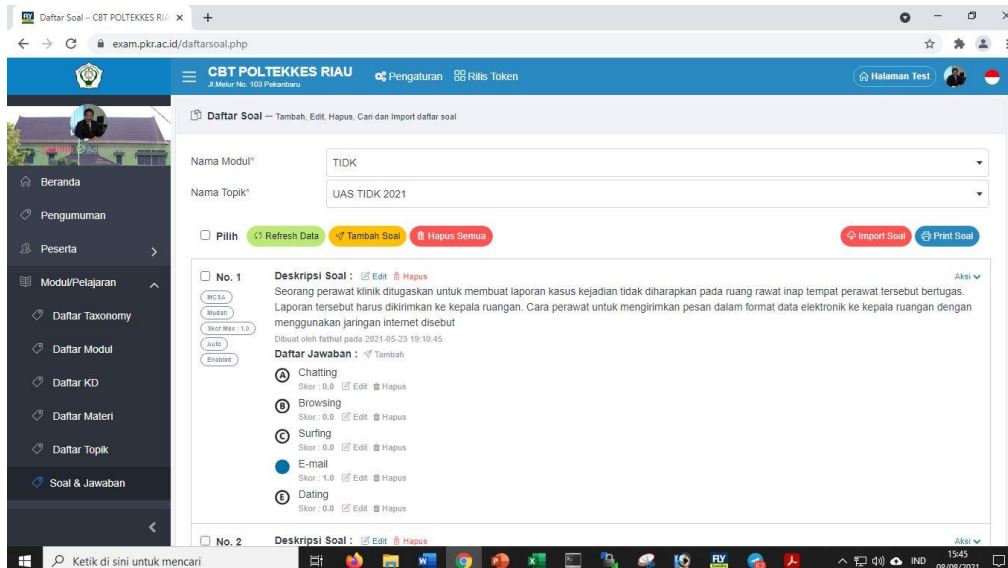 Daftar Soal – CBT POLTEKKES RIA
exam.pkr.ac.id/daftarsoal.php
CBT POLTEKKES RIAU
Jl.Melur No. 103 Pekanbaru
Pengaturan
Rilis Token
Halaman Test
Daftar Soal — Tambah, Edit, Hapus, Cari dan Import daftar soal
Nama Modul*
TIDK
Nama Topik*
UAS TIDK 2021
Beranda
Pengumuman
Peserta
Modul/Pelajaran
Daftar Taxonomy
Daftar Modul
Daftar KD
Daftar Materi
Daftar Topik
Soal & Jawaban
Pilih
Refresh Data
Tambah Soal
Hapus Semua
Import Soal
Print Soal
No. 1
MCSA
Mudah
Skor Max : 1.0
Auto
Enabled
Deskripsi Soal : Edit Hapus
Aksi
Seorang perawat klinik ditugaskan untuk membuat laporan kasus kejadian tidak diharapkan pada ruang rawat inap tempat perawat tersebut bertugas.
Laporan tersebut harus dikirimkan ke kepala ruangan. Cara perawat untuk mengirimkan pesan dalam format data elektronik ke kepala ruangan dengan
menggunakan jaringan internet disebut
Dibuat oleh fathul pada 2021-05-23 19:10:45
Daftar Jawaban : Tambah
A Chatting
Skor : 0.0 Edit Hapus
B Browsing
Skor : 0.0 Edit Hapus
C Surfing
Skor : 0.0 Edit Hapus
E-mail
Skor : 1.0 Edit Hapus
E Dating
Skor : 0.0 Edit Hapus
No. 2
Deskripsi Soal : Edit Hapus
Aksi
Ketik di sini untuk mencari
IND
15:45
08/08/2021